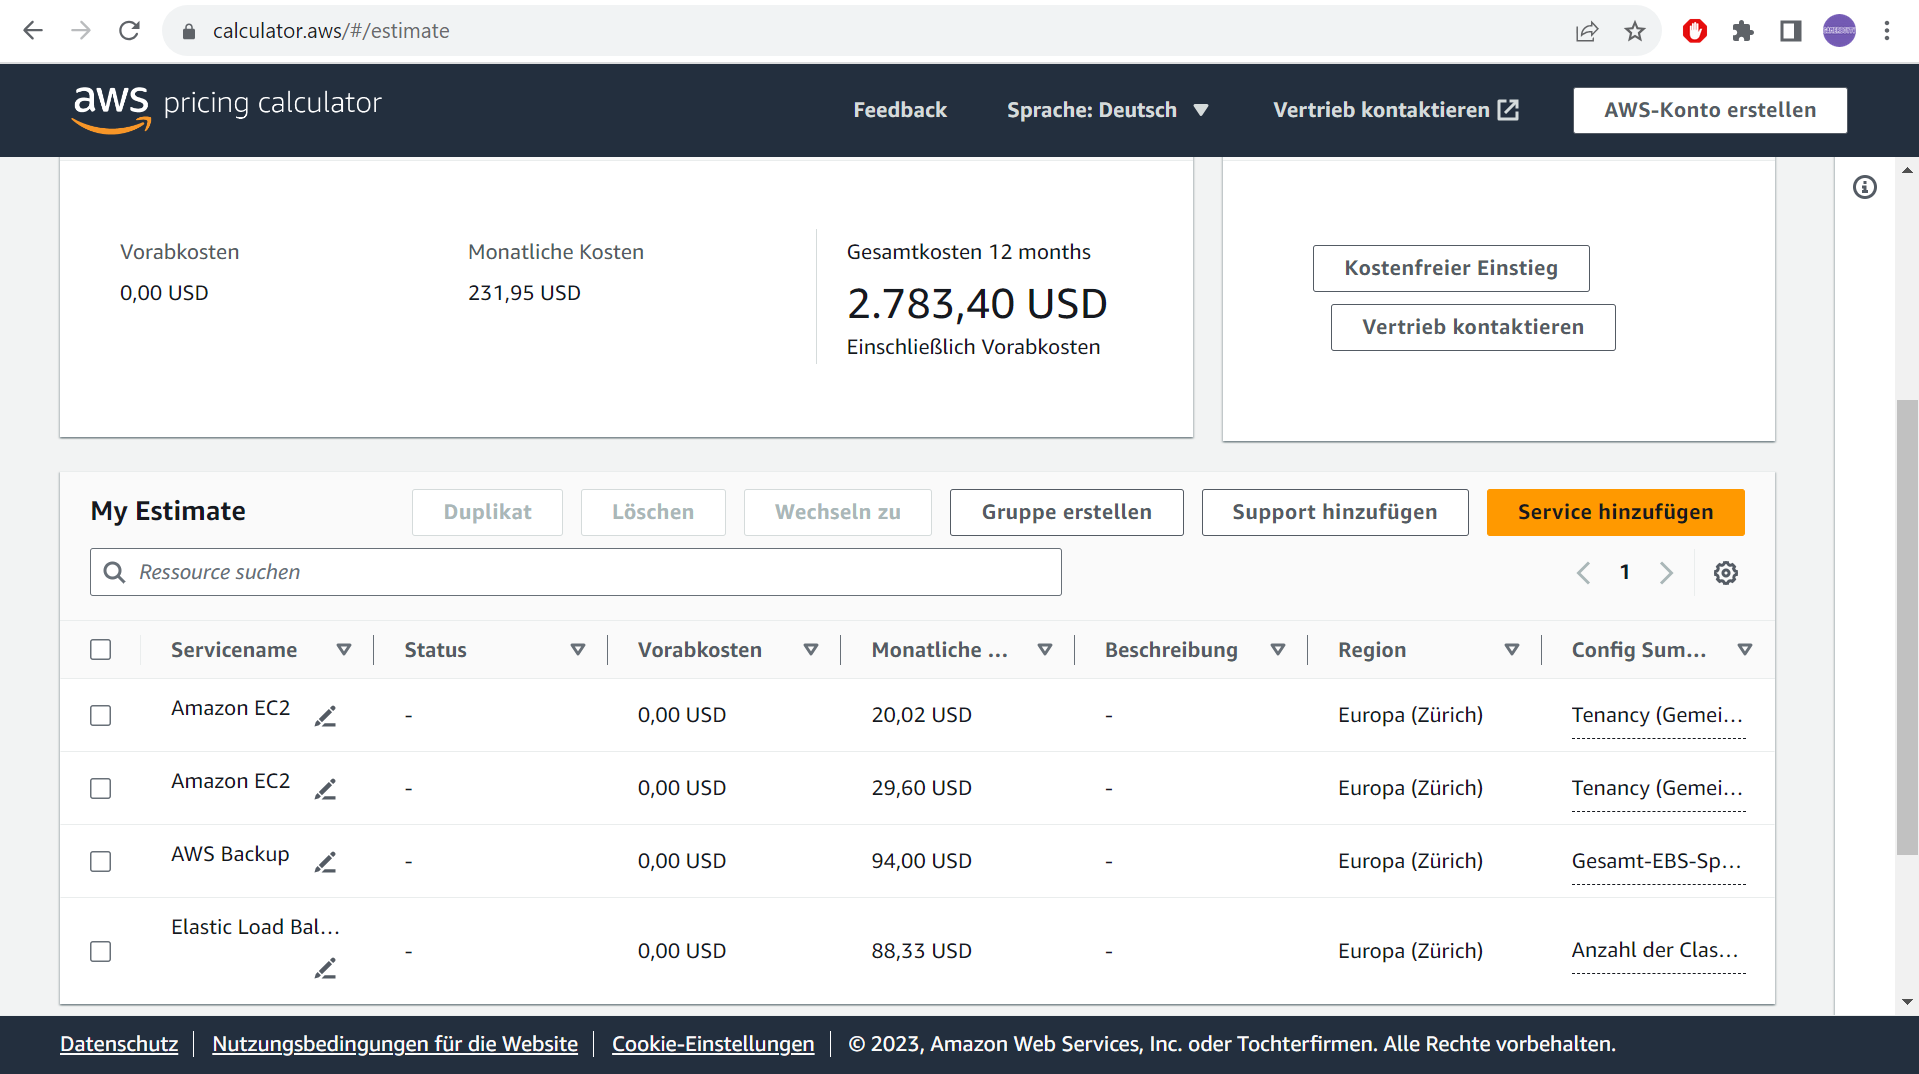 calculator.aws/#/estimate
aws pricing calculator
Feedback
Sprache: Deutsch
Vertrieb kontaktieren
AWS-Konto erstellen
Vorabkosten
0,00 USD
Monatliche Kosten
231,95 USD
Gesamtkosten 12 months
2.783,40 USD
Einschließlich Vorabkosten
Kostenfreier Einstieg
Vertrieb kontaktieren
My Estimate
Duplikat
Löschen
Wechseln zu
Gruppe erstellen
Support hinzufügen
Service hinzufügen
Ressource suchen
1
Servicename Status Vorabkosten Monatliche ... Beschreibung Region Config Sum...
Amazon EC2 - 0,00 USD 20,02 USD - Europa (Zürich) Tenancy (Gemei...
Amazon EC2 - 0,00 USD 29,60 USD - Europa (Zürich) Tenancy (Gemei...
AWS Backup - 0,00 USD 94,00 USD - Europa (Zürich) Gesamt-EBS-Sp...
Elastic Load Bal... - 0,00 USD 88,33 USD - Europa (Zürich) Anzahl der Clas...
Datenschutz Nutzungsbedingungen für die Website Cookie-Einstellungen © 2023, Amazon Web Services, Inc. oder Tochterfirmen. Alle Rechte vorbehalten.